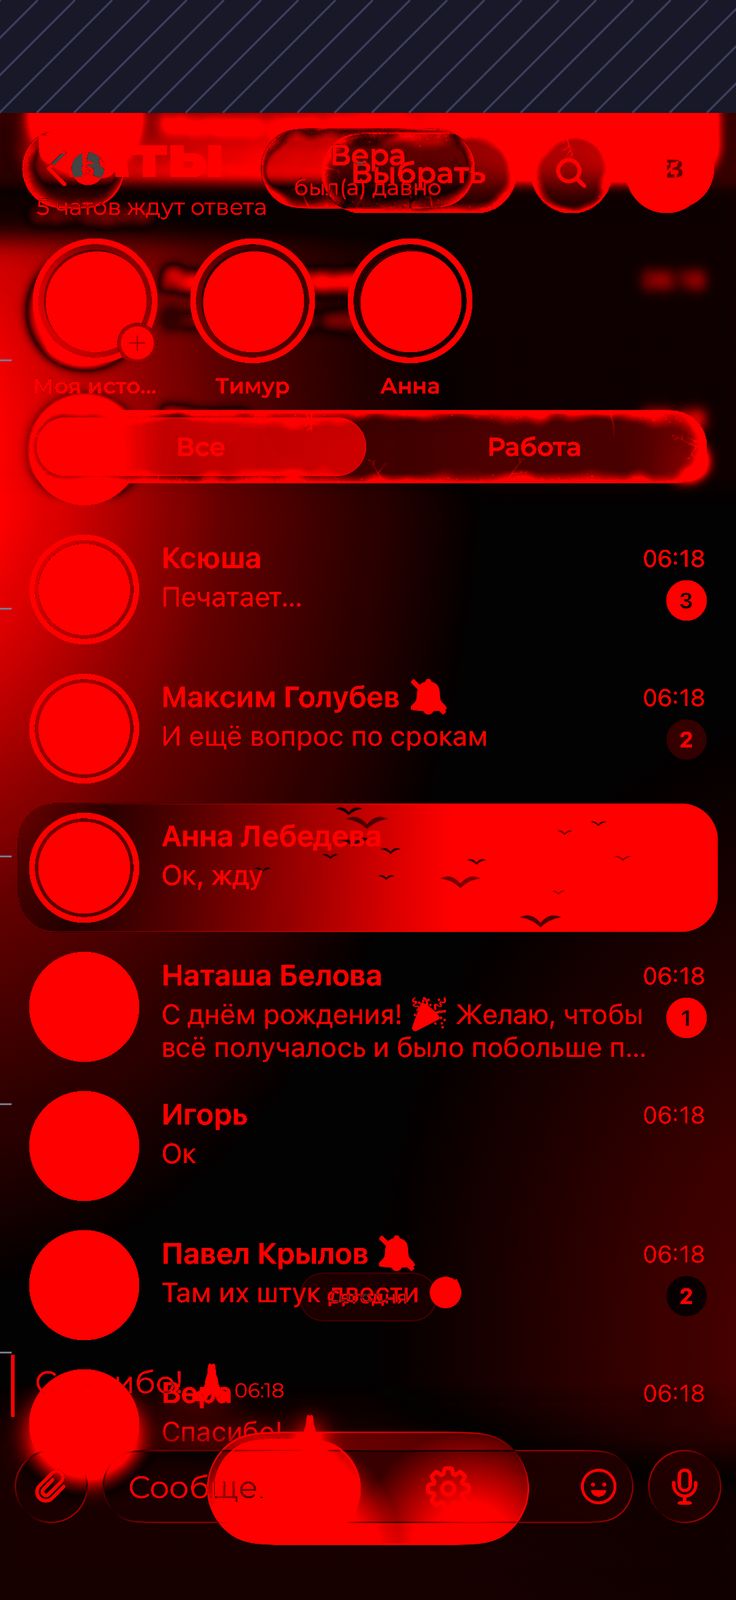 Вера
Выбрать
был(а) давно
5 чатов ждут ответа
Моя исто...
Тимур
Анна
Все
Работа
Ксюша
06:18
Печатает...
3
Максим Голубев
06:18
И ещё вопрос по срокам
2
Анна Лебедева
Ок, жду
Наташа Белова
06:18
С днём рождения! 🎉 Желаю, чтобы
1
всё получалось и было побольше п...
Игорь
06:18
Ок
Павел Крылов
06:18
Там их штук двести
2
Спасибо! 🙏
06:18
Вера
06:18
Спасибо!